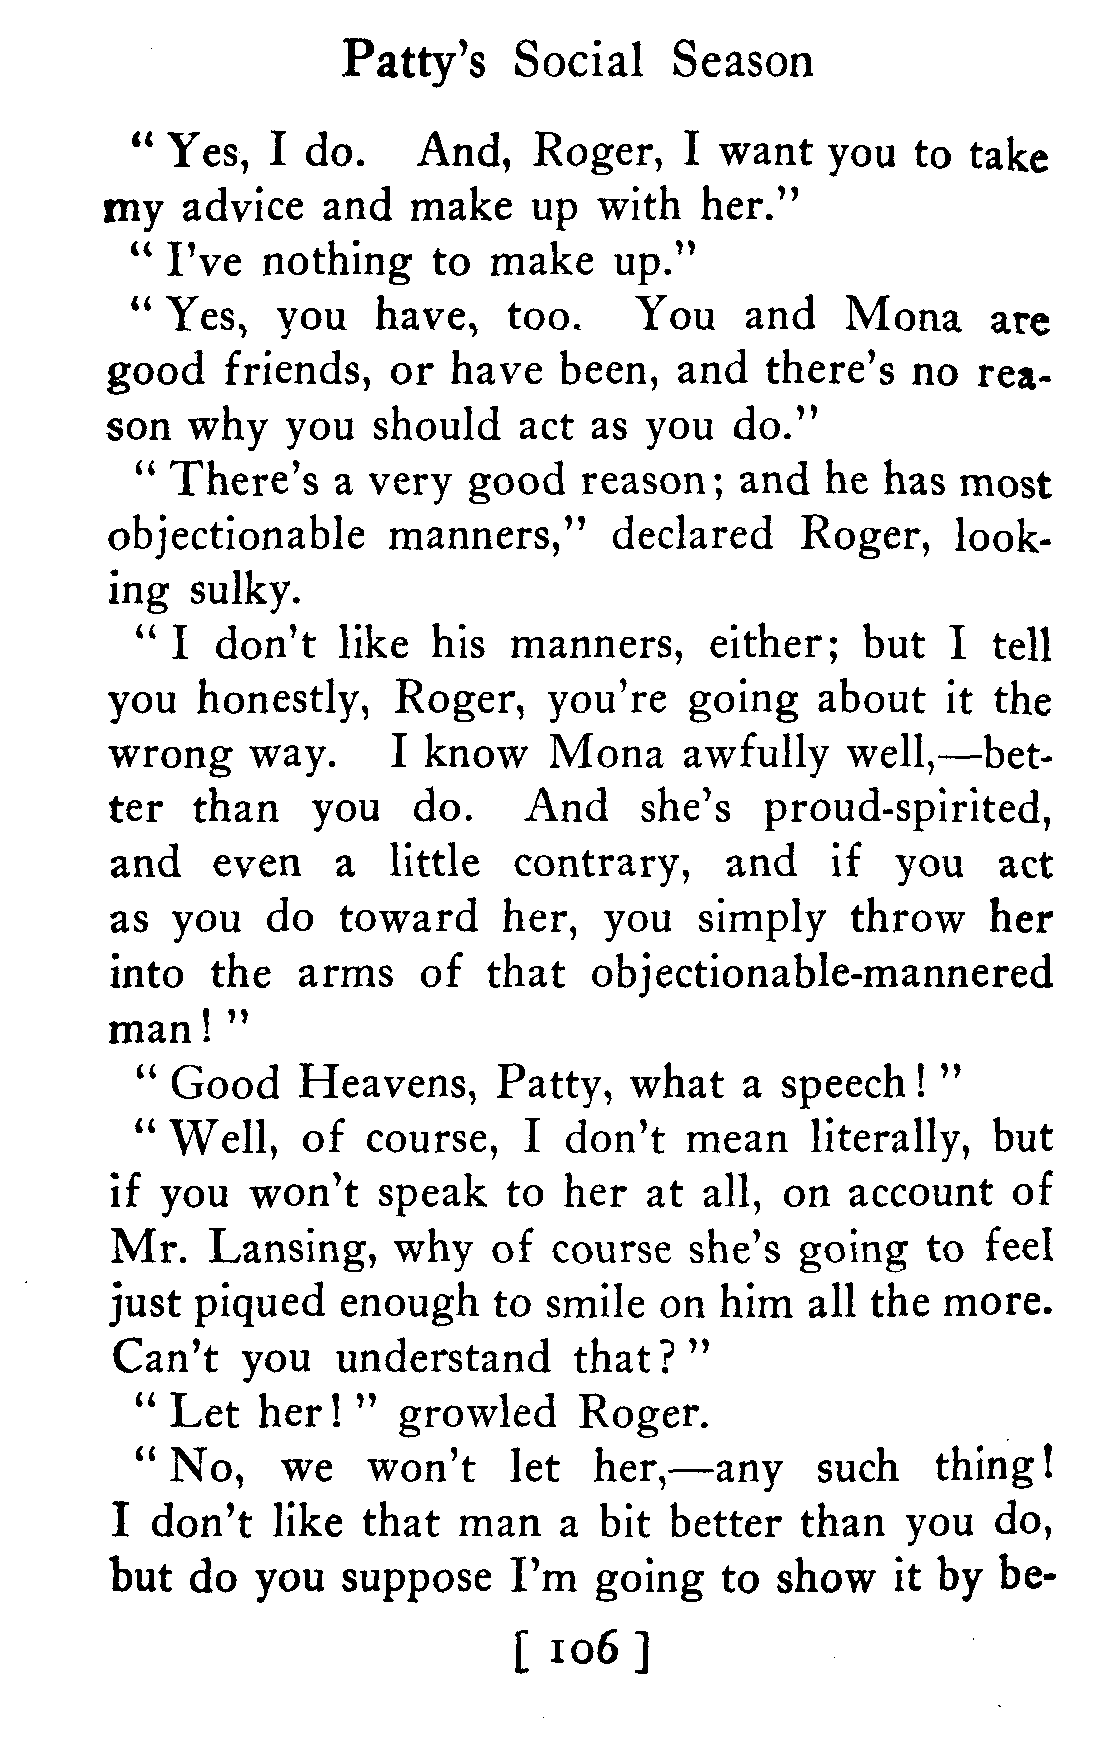 Patty's Social Season
" Yes, I do. And, Roger, I want you to take
my advice and make up with her."
" I've nothing to make up."
" Yes, you have, too. You and Mona are
good friends, or have been, and there's no rea-
son why you should act as you do."
" There's a very good reason; and he has most
objectionable manners," declared Roger, look-
ing sulky.
" I don't like his manners, either; but I tell
you honestly, Roger, you're going about it the
wrong way. I know Mona awfully well,—bet-
ter than you do. And she's proud-spirited,
and even a little contrary, and if you act
as you do toward her, you simply throw her
into the arms of that objectionable-mannered
man! "
" Good Heavens, Patty, what a speech! "
" Well, of course, I don't mean literally, but
if you won't speak to her at all, on account of
Mr. Lansing, why of course she's going to feel
just piqued enough to smile on him all the more.
Can't you understand that? "
" Let her! " growled Roger.
" No, we won't let her,—any such thing!
I don't like that man a bit better than you do,
but do you suppose I'm going to show it by be-
[ 106 ]